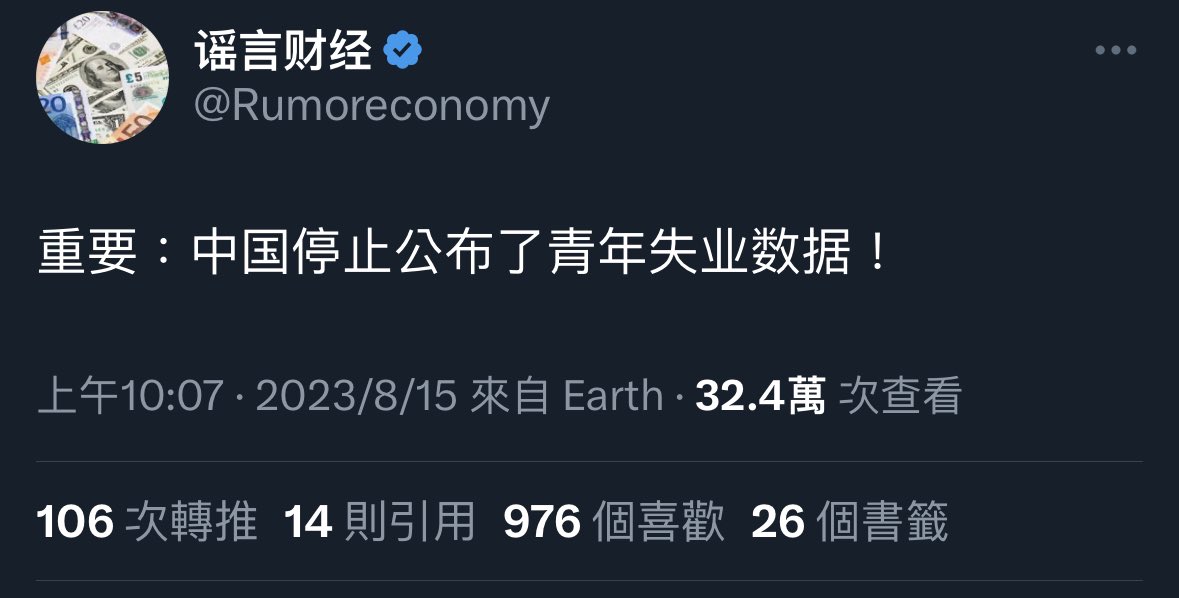 谣言财经
@Rumoreconomy
重要：中国停止公布了青年失业数据！
上午10:07 · 2023/8/15 來自 Earth · 32.4萬 次查看
106 次轉推 14 則引用 976 個喜歡 26 個書籤